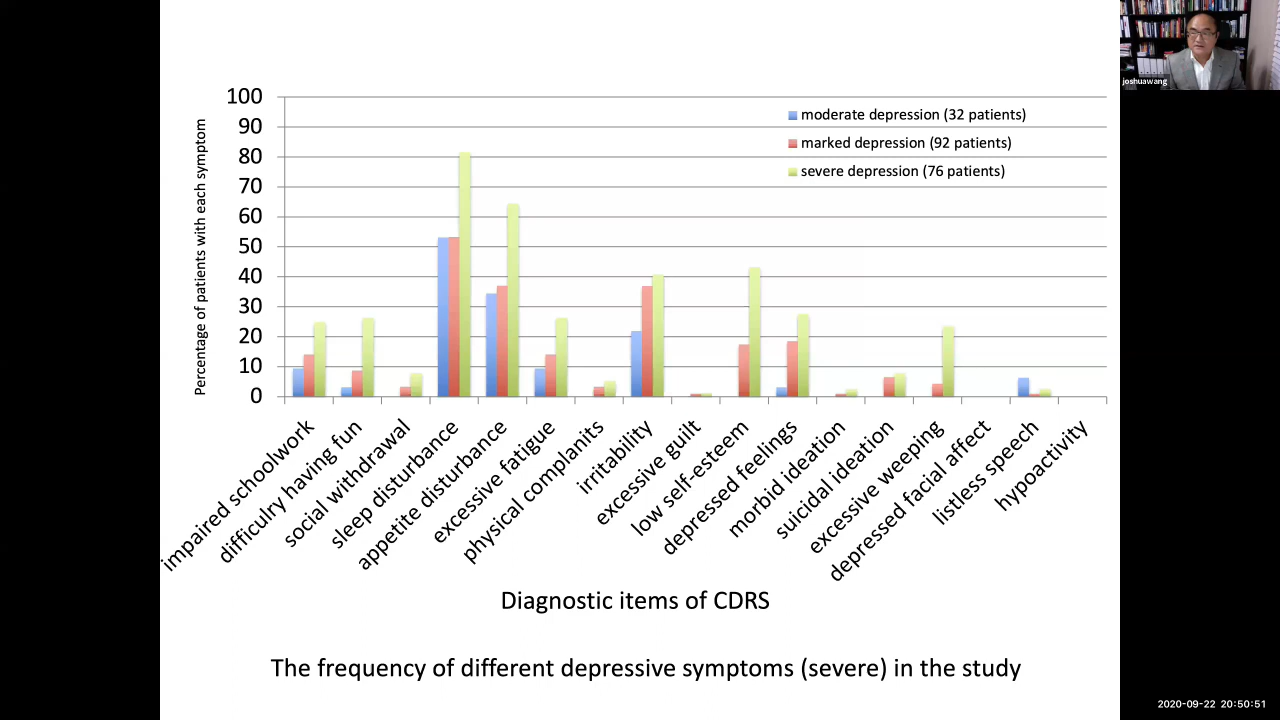 joshuawang
100
90
80
70
60
50
40
30
20
10
0
Percentage of patients with each symptom
moderate depression (32 patients)
marked depression (92 patients)
severe depression (76 patients)
impaired schoolwork
difficulry having fun
social withdrawal
sleep disturbance
appetite disturbance
excessive fatigue
physical complanits
irritability
excessive guilt
low self-esteem
depressed feelings
morbid ideation
suicidal ideation
excessive weeping
depressed facial affect
listless speech
hypoactivity
Diagnostic items of CDRS
The frequency of different depressive symptoms (severe) in the study
2020-09-22 20:50:51